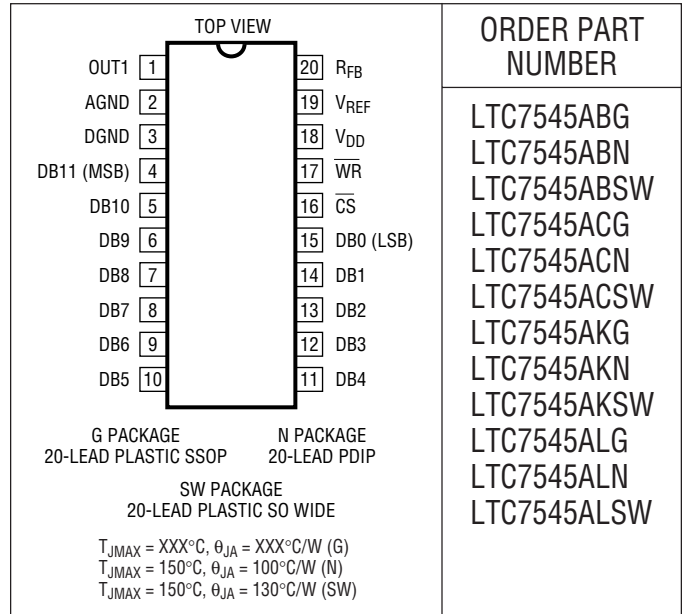 TOP VIEW
OUT1 1 20 RFB
AGND 2 19 VREF
DGND 3 18 VDD
DB11 (MSB) 4 17 WR
DB10 5 16 CS
DB9 6 15 DB0 (LSB)
DB8 7 14 DB1
DB7 8 13 DB2
DB6 9 12 DB3
DB5 10 11 DB4
G PACKAGE
20-LEAD PLASTIC SSOP
N PACKAGE
20-LEAD PDIP
SW PACKAGE
20-LEAD PLASTIC SO WIDE
TJMAX = XXX°C, θJA = XXX°C/W (G)
TJMAX = 150°C, θJA = 100°C/W (N)
TJMAX = 150°C, θJA = 130°C/W (SW)
ORDER PART
NUMBER
LTC7545ABG
LTC7545ABN
LTC7545ABSW
LTC7545ACG
LTC7545ACN
LTC7545ACSW
LTC7545AKG
LTC7545AKN
LTC7545AKSW
LTC7545ALG
LTC7545ALN
LTC7545ALSW